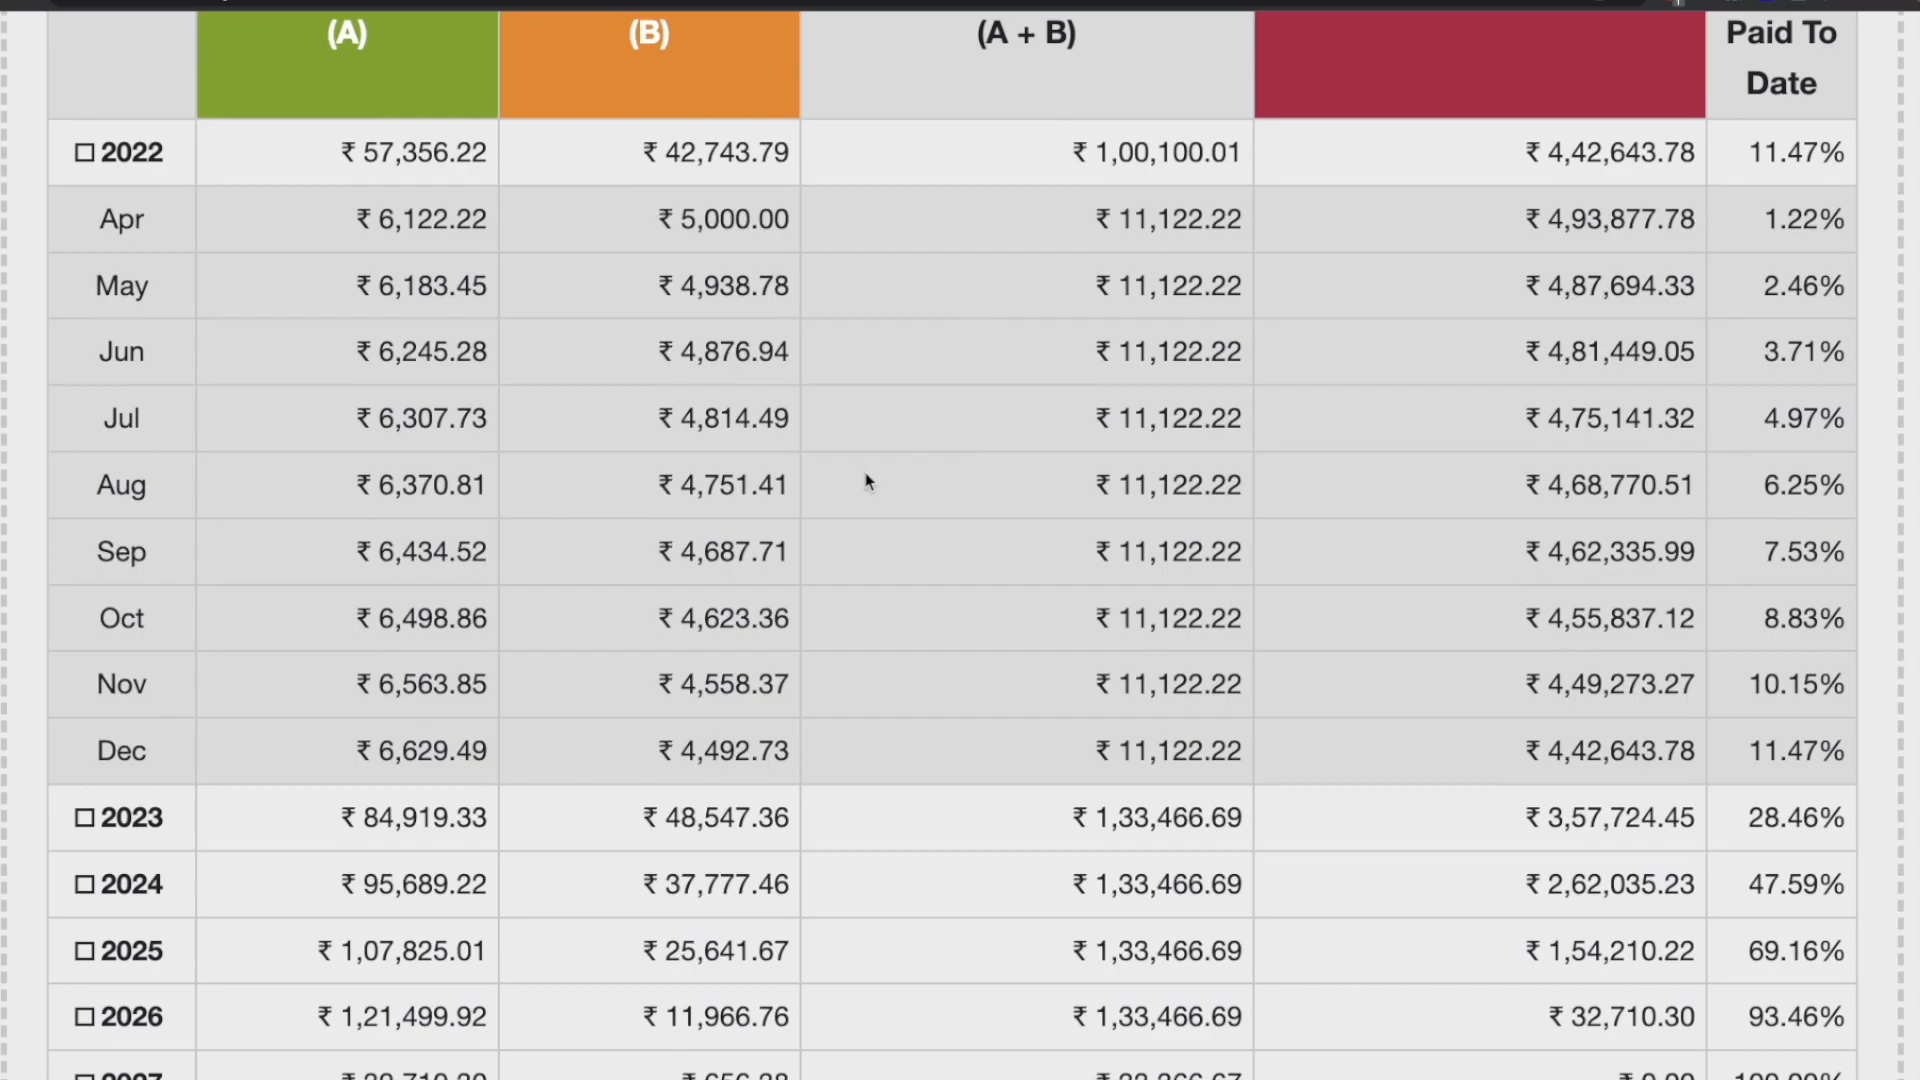 (A) (B) (A + B) Paid To
Date
2022 ₹ 57,356.22 ₹ 42,743.79 ₹ 1,00,100.01 ₹ 4,42,643.78 11.47%
Apr ₹ 6,122.22 ₹ 5,000.00 ₹ 11,122.22 ₹ 4,93,877.78 1.22%
May ₹ 6,183.45 ₹ 4,938.78 ₹ 11,122.22 ₹ 4,87,694.33 2.46%
Jun ₹ 6,245.28 ₹ 4,876.94 ₹ 11,122.22 ₹ 4,81,449.05 3.71%
Jul ₹ 6,307.73 ₹ 4,814.49 ₹ 11,122.22 ₹ 4,75,141.32 4.97%
Aug ₹ 6,370.81 ₹ 4,751.41 ₹ 11,122.22 ₹ 4,68,770.51 6.25%
Sep ₹ 6,434.52 ₹ 4,687.71 ₹ 11,122.22 ₹ 4,62,335.99 7.53%
Oct ₹ 6,498.86 ₹ 4,623.36 ₹ 11,122.22 ₹ 4,55,837.12 8.83%
Nov ₹ 6,563.85 ₹ 4,558.37 ₹ 11,122.22 ₹ 4,49,273.27 10.15%
Dec ₹ 6,629.49 ₹ 4,492.73 ₹ 11,122.22 ₹ 4,42,643.78 11.47%
2023 ₹ 84,919.33 ₹ 48,547.36 ₹ 1,33,466.69 ₹ 3,57,724.45 28.46%
2024 ₹ 95,689.22 ₹ 37,777.46 ₹ 1,33,466.69 ₹ 2,62,035.23 47.59%
2025 ₹ 1,07,825.01 ₹ 25,641.67 ₹ 1,33,466.69 ₹ 1,54,210.22 69.16%
2026 ₹ 1,21,499.92 ₹ 11,966.76 ₹ 1,33,466.69 ₹ 32,710.30 93.46%